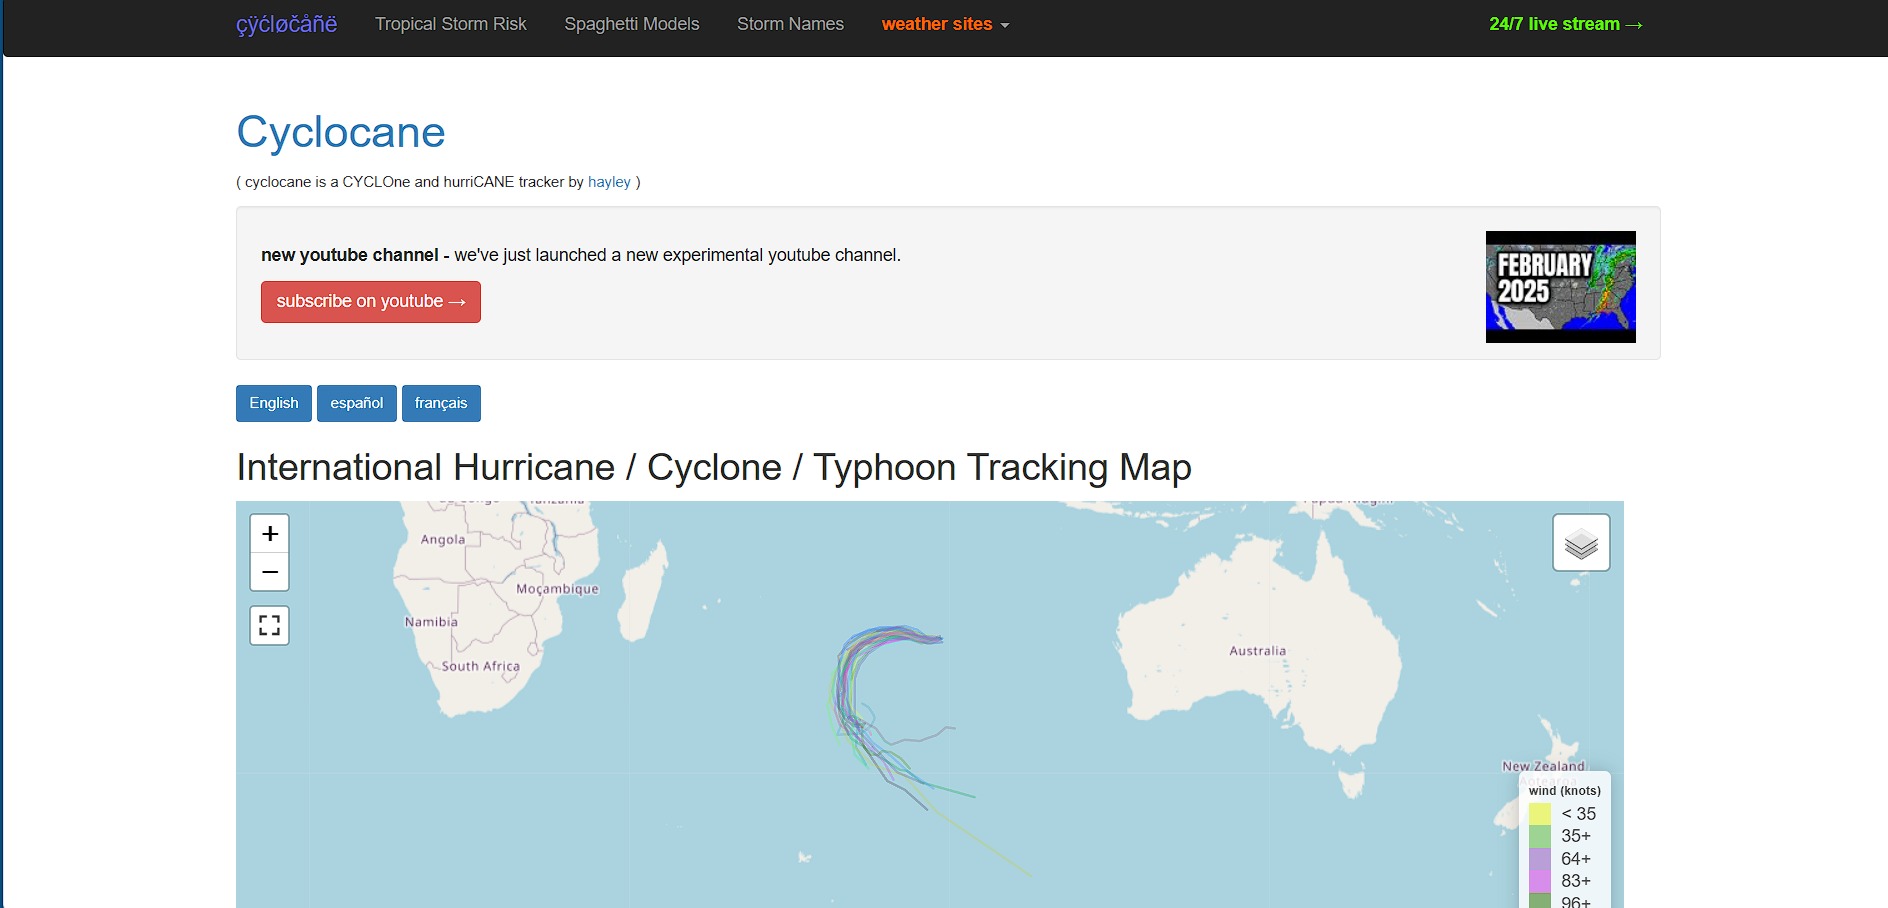 çÿćløčåñë Tropical Storm Risk Spaghetti Models Storm Names weather sites 24/7 live stream →
Cyclocane
( cyclocane is a CYCLOne and hurriCANE tracker by hayley )
new youtube channel - we've just launched a new experimental youtube channel.
subscribe on youtube →
FEBRUARY
2025
English español français
International Hurricane / Cyclone / Typhoon Tracking Map
+
−
Tanzania
Angola
Moçambique
Namibia
South Africa
Australia
New Zealand
Aotearoa
wind (knots)
< 35
35+
64+
83+
96+